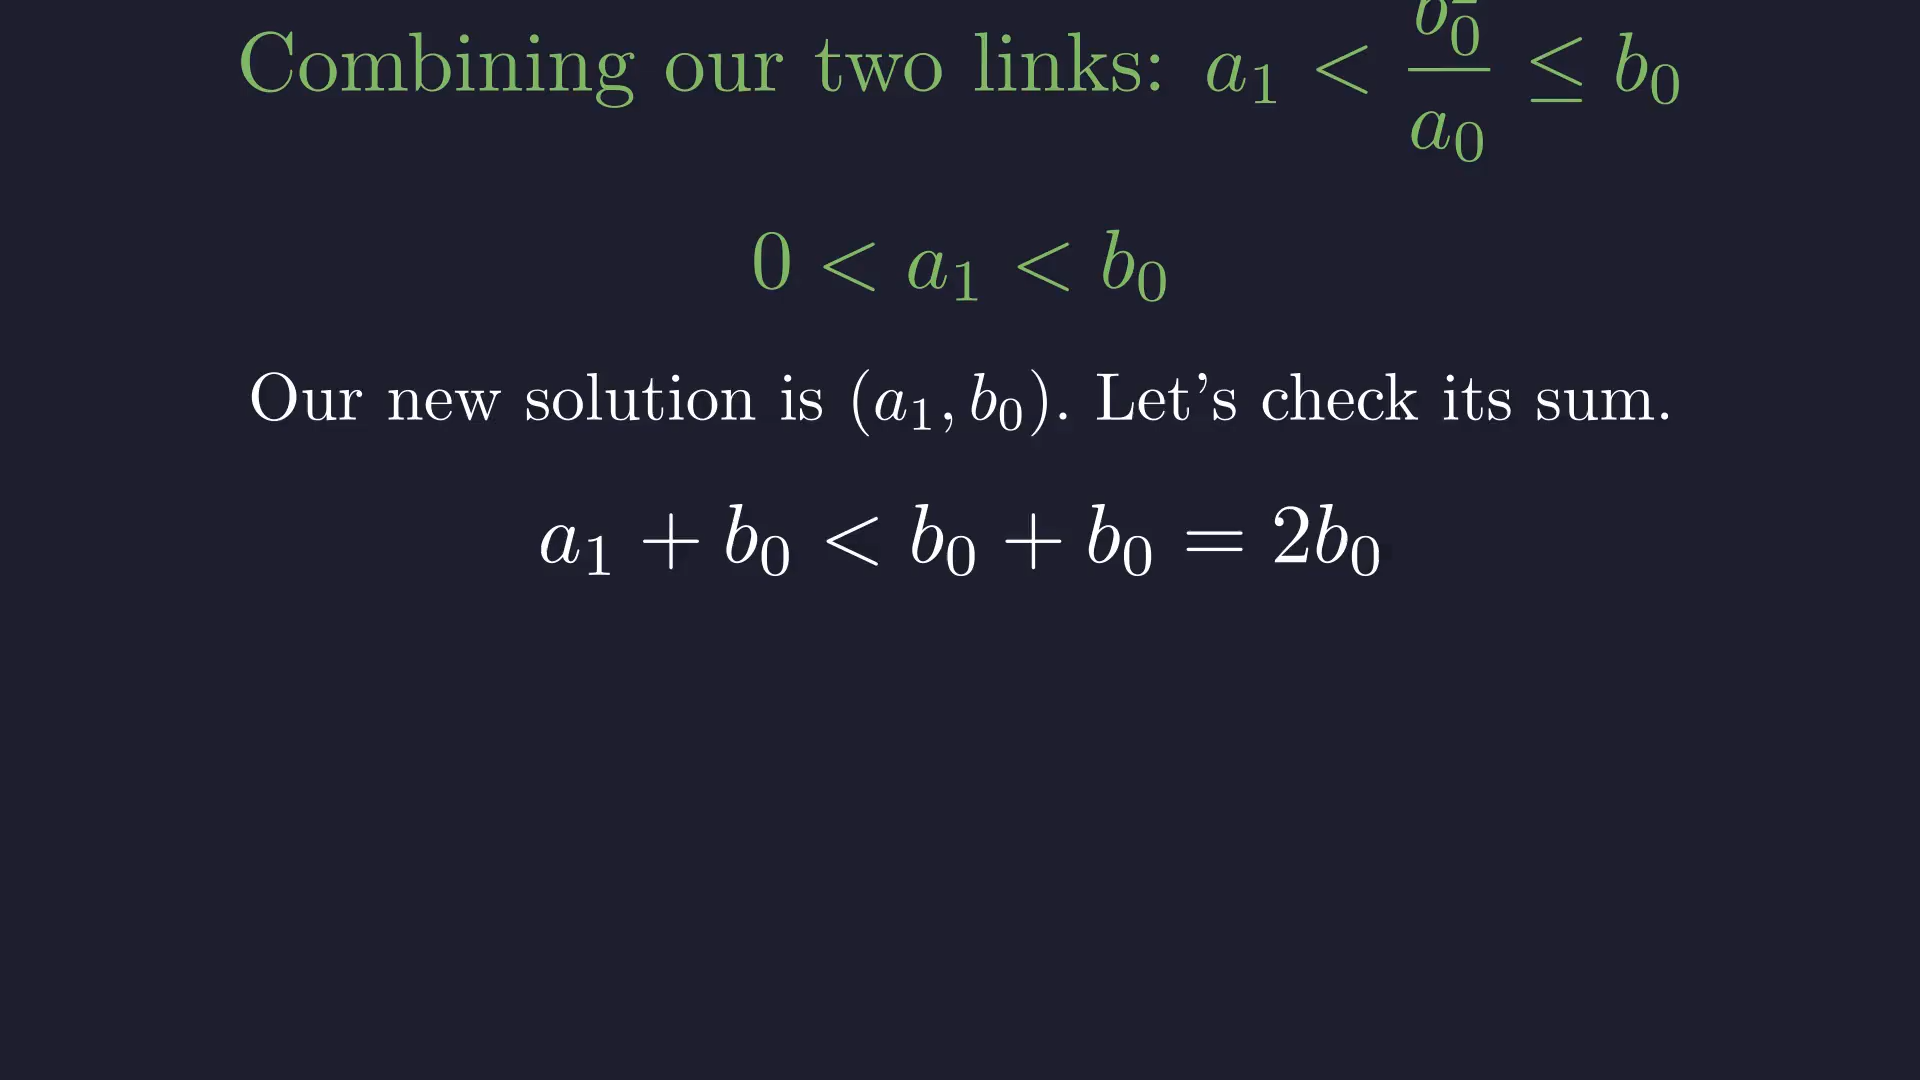 Combining our two links: a₁ < b₀²/a₀ ≤ b₀
0 < a₁ < b₀
Our new solution is (a₁, b₀). Let's check its sum.
a₁ + b₀ < b₀ + b₀ = 2b₀